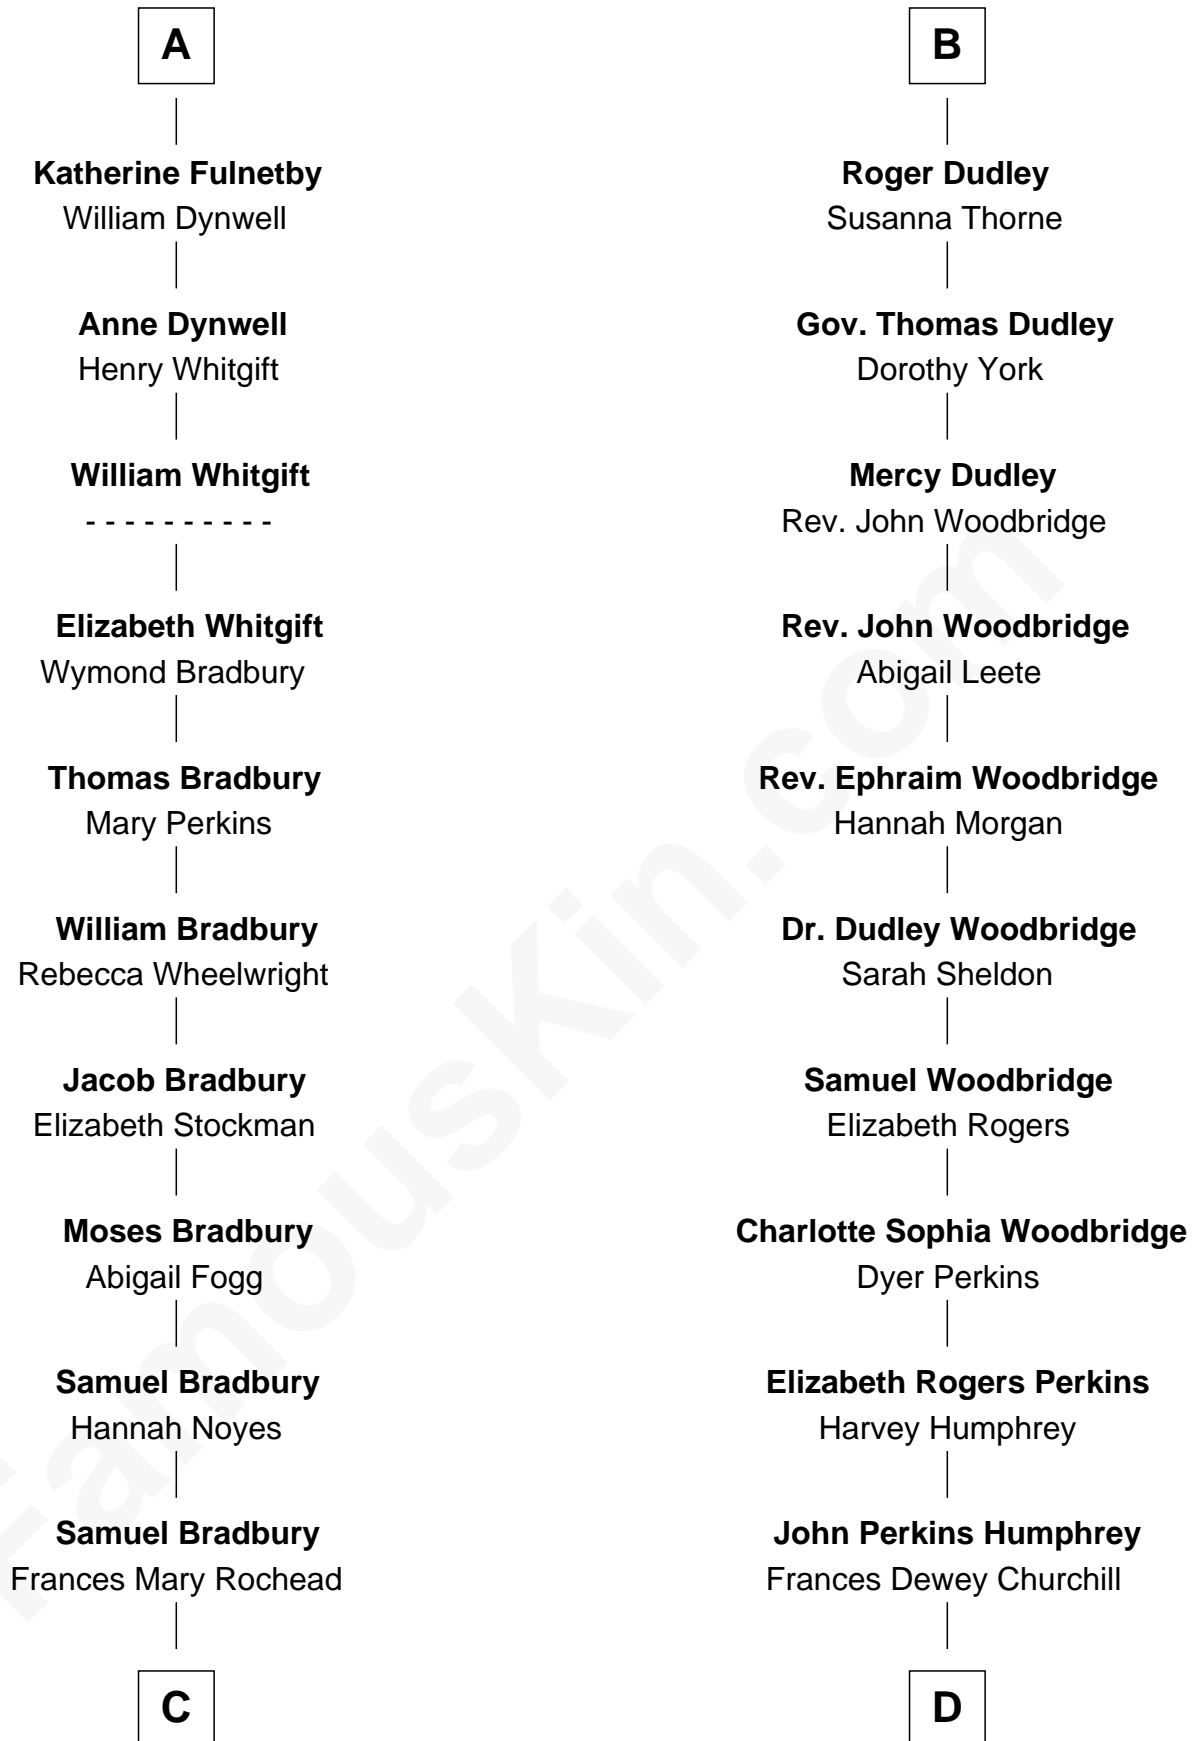 A
Katherine Fulnetby
William Dynwell
Anne Dynwell
Henry Whitgift
William Whitgift
- - - - - - - - - -
Elizabeth Whitgift
Wymond Bradbury
Thomas Bradbury
Mary Perkins
William Bradbury
Rebecca Wheelwright
Jacob Bradbury
Elizabeth Stockman
Moses Bradbury
Abigail Fogg
Samuel Bradbury
Hannah Noyes
Samuel Bradbury
Frances Mary Rochead
C
B
Roger Dudley
Susanna Thorne
Gov. Thomas Dudley
Dorothy York
Mercy Dudley
Rev. John Woodbridge
Rev. John Woodbridge
Abigail Leete
Rev. Ephraim Woodbridge
Hannah Morgan
Dr. Dudley Woodbridge
Sarah Sheldon
Samuel Woodbridge
Elizabeth Rogers
Charlotte Sophia Woodbridge
Dyer Perkins
Elizabeth Rogers Perkins
Harvey Humphrey
John Perkins Humphrey
Frances Dewey Churchill
D
FamousKin.com